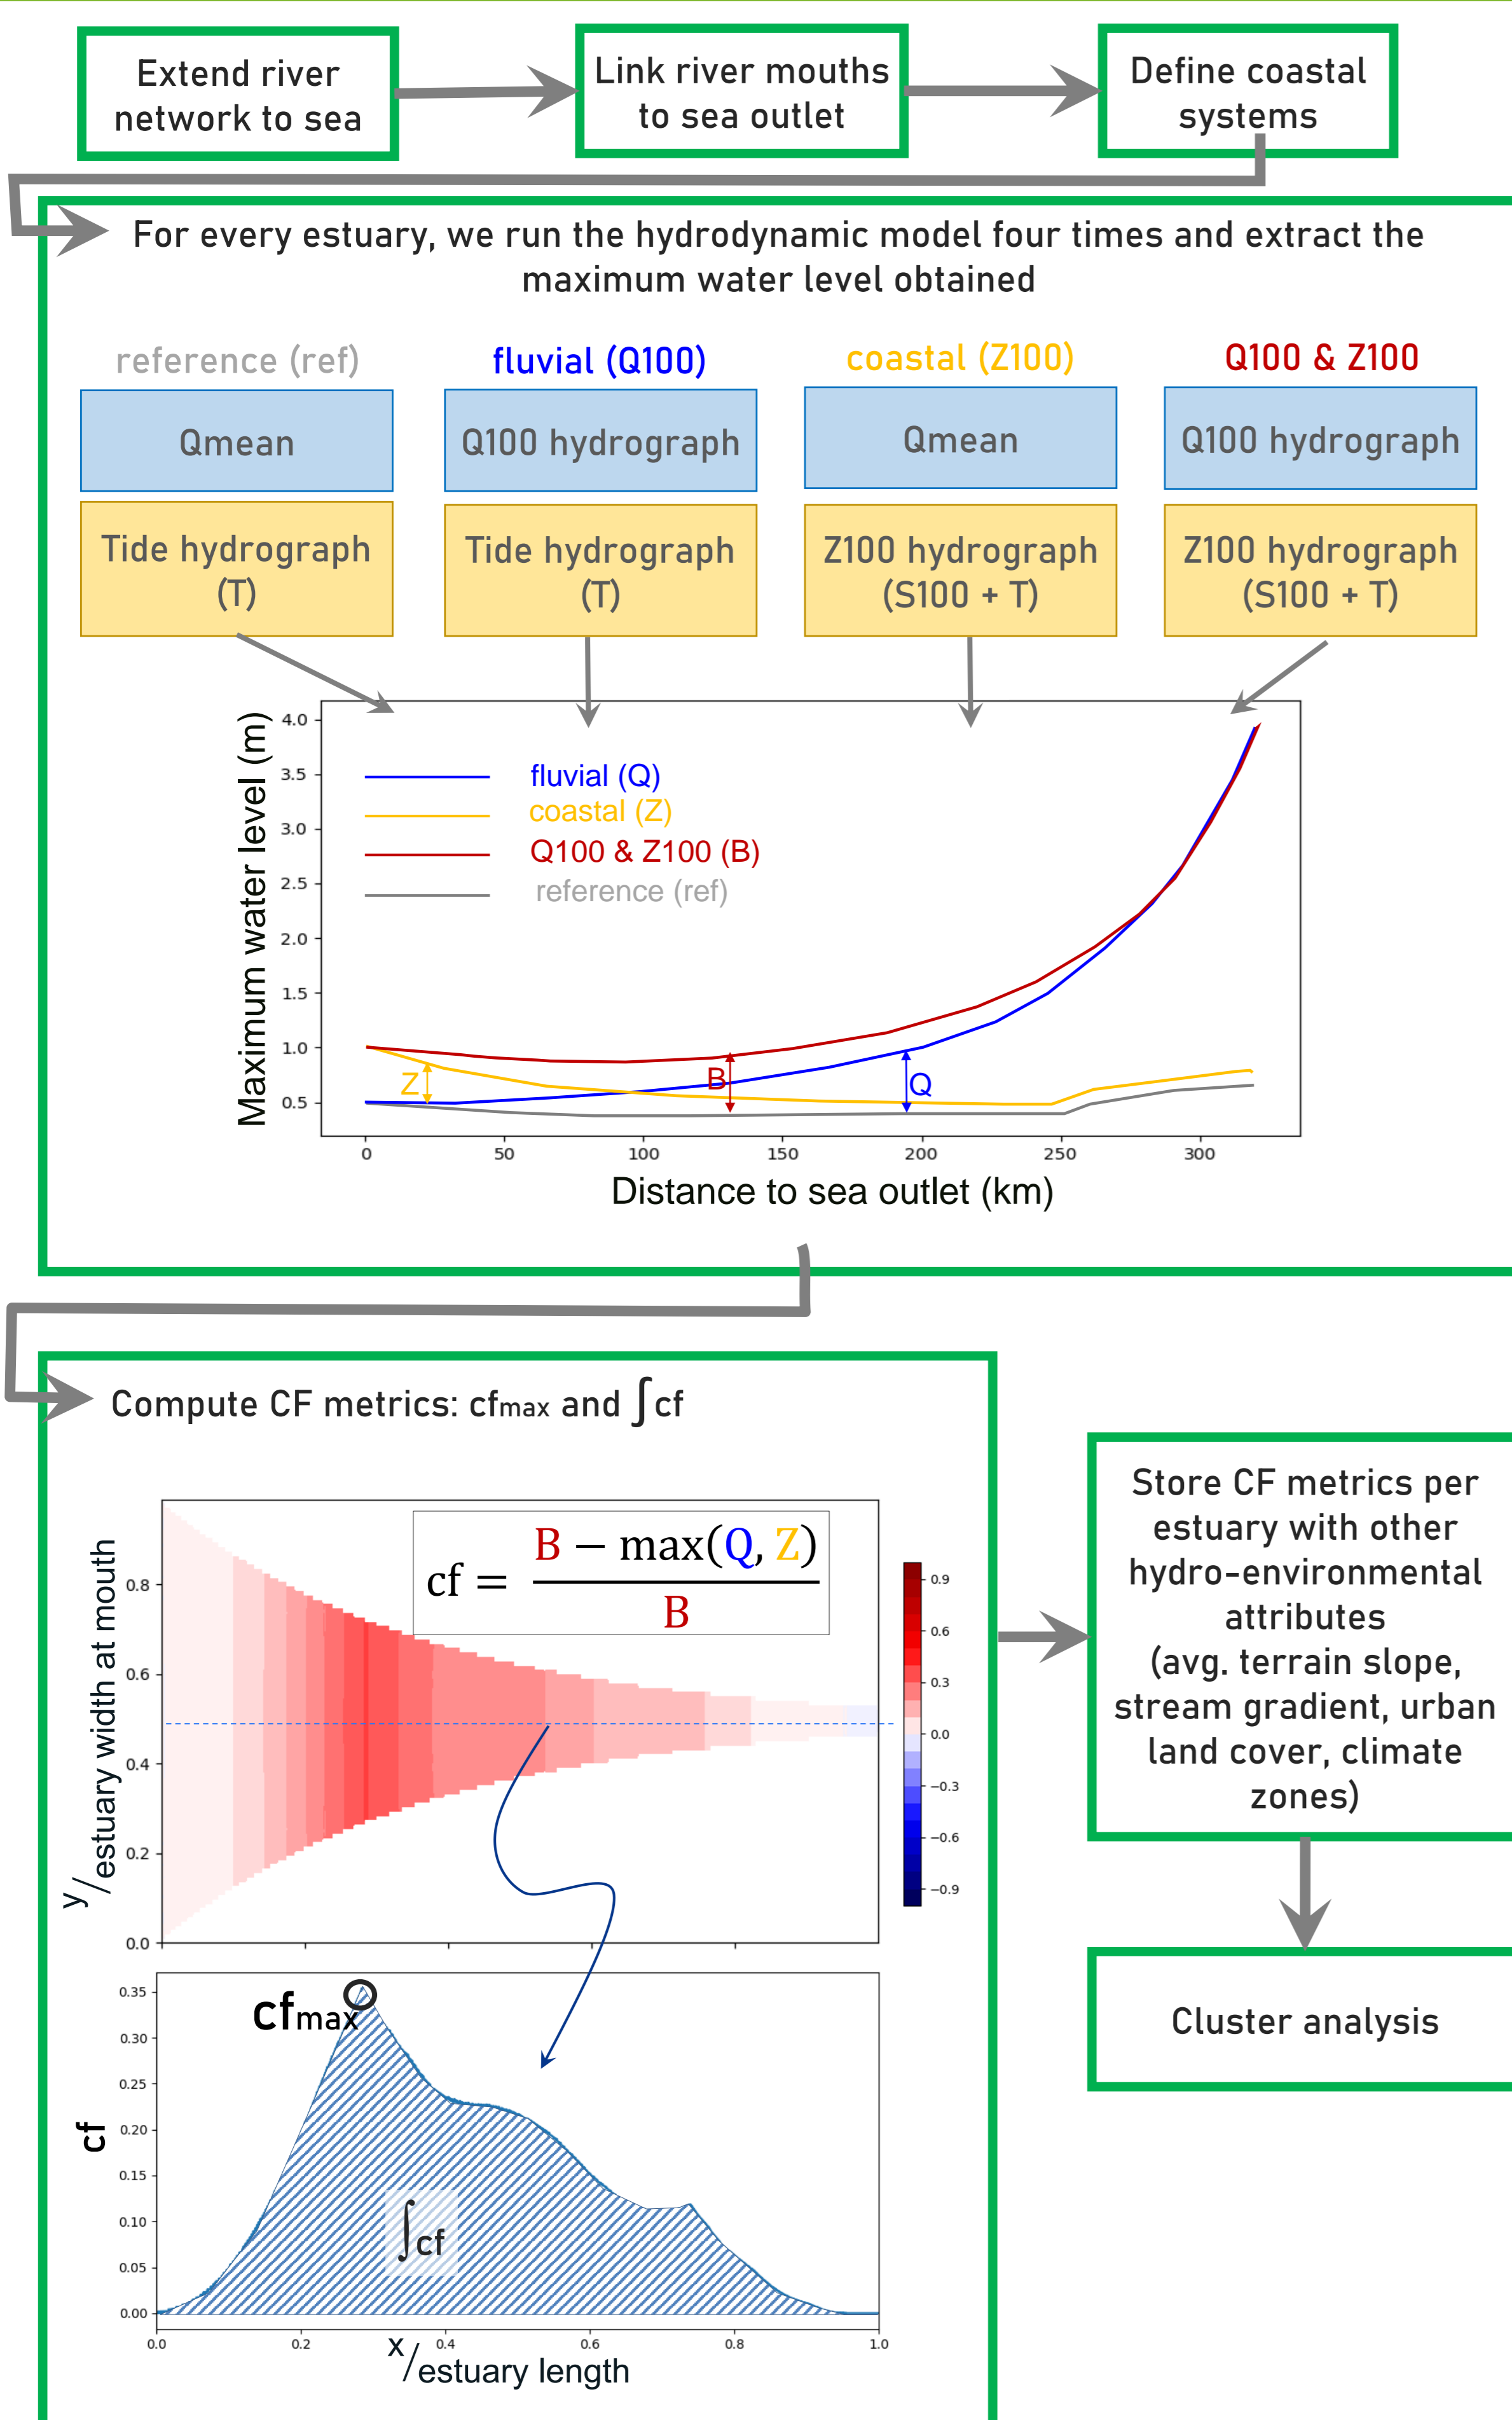 Extend river
network to sea
Link river mouths
to sea outlet
Define coastal
systems
For every estuary, we run the hydrodynamic model four times and extract the
maximum water level obtained
reference (ref)
fluvial (Q100)
coastal (Z100)
Q100 & Z100
Qmean
Q100 hydrograph
Qmean
Q100 hydrograph
Tide hydrograph
(T)
Tide hydrograph
(T)
Z100 hydrograph
(S100 + T)
Z100 hydrograph
(S100 + T)
Maximum water level (m)
4.0
3.5
3.0
2.5
2.0
1.5
1.0
0.5
fluvial (Q)
coastal (Z)
Q100 & Z100 (B)
reference (ref)
Z
B
Q
0
50
100
150
200
250
300
Distance to sea outlet (km)
Compute CF metrics: cfmax and ∫cf
y/estuary width at mouth
0.8
0.6
0.4
0.2
0.0
cf = B − max(Q, Z) / B
0.9
0.6
0.3
0.0
−0.3
−0.6
−0.9
cf
0.35
0.30
0.25
0.20
0.15
0.10
0.05
0.00
cfmax
∫cf
0.0
0.2
0.4
0.6
0.8
1.0
x/estuary length
Store CF metrics per
estuary with other
hydro-environmental
attributes
(avg. terrain slope,
stream gradient, urban
land cover, climate
zones)
Cluster analysis